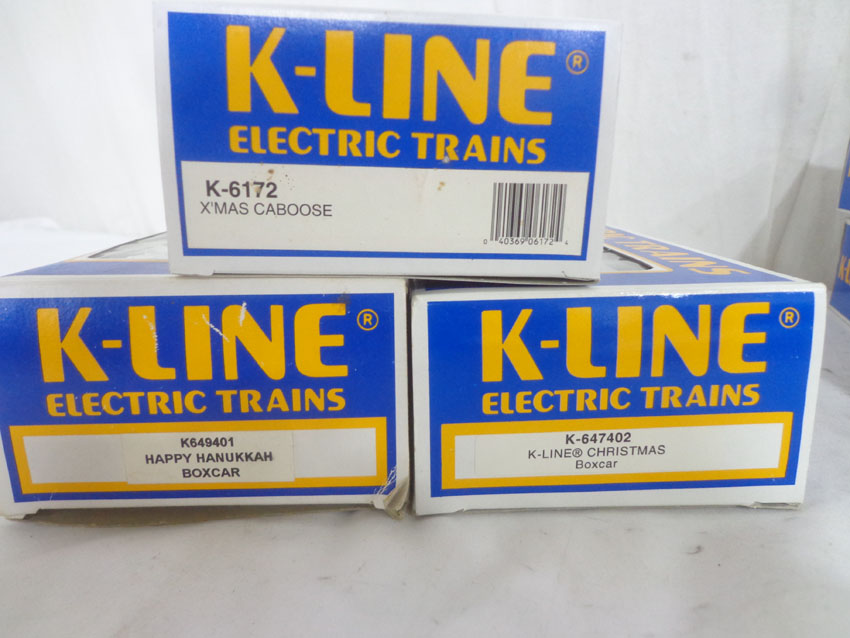 K-LINE®
ELECTRIC TRAINS
K-6172
X'MAS CABOOSE
0 40369 06172 4
K-LINE®
ELECTRIC TRAINS
K649401
HAPPY HANUKKAH
BOXCAR
TRAINS
K-LINE®
ELECTRIC TRAINS
K-647402
K-LINE® CHRISTMAS
Boxcar